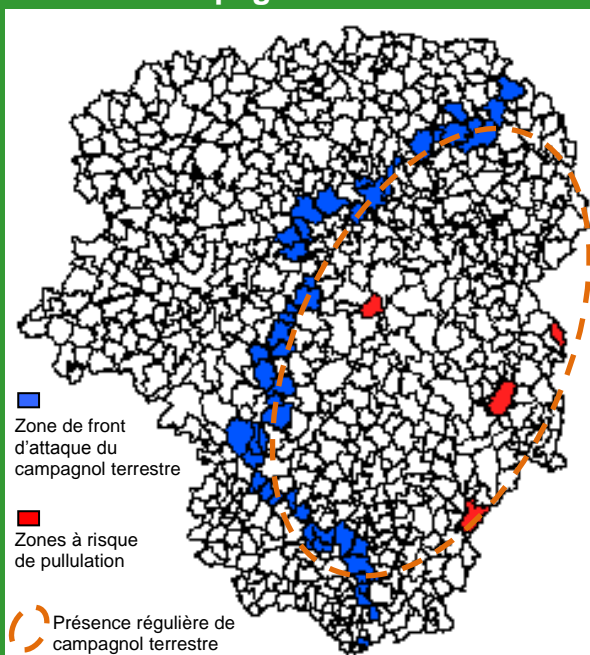 Zone de front
d'attaque du
campagnol terrestre
Zones à risque
de pullulation
Présence régulière de
campagnol terrestre